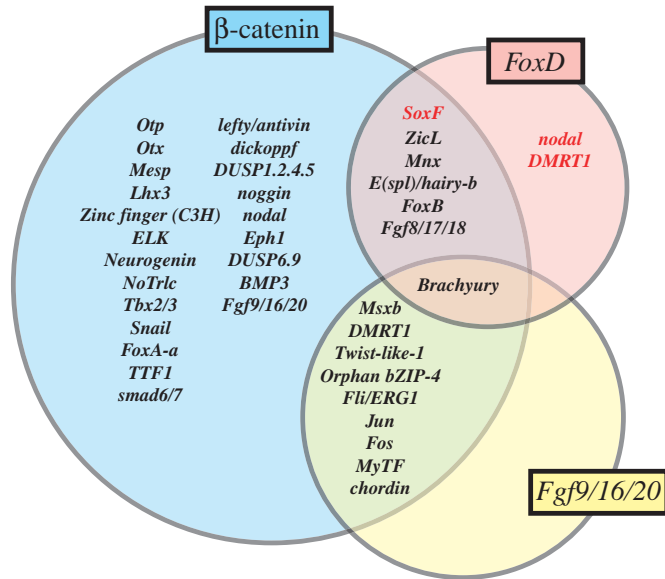 β-catenin
FoxD
Otp
Otx
Mesp
Lhx3
Zinc finger (C3H)
ELK
Neurogenin
NoTrlc
Tbx2/3
Snail
FoxA-a
TTF1
smad6/7
lefty/antivin
dickoppf
DUSP1.2.4.5
noggin
nodal
Eph1
DUSP6.9
BMP3
Fgf9/16/20
SoxF
ZicL
Mnx
E(spl)/hairy-b
FoxB
Fgf8/17/18
nodal
DMRT1
Brachyury
Msxb
DMRT1
Twist-like-1
Orphan bZIP-4
Fli/ERG1
Jun
Fos
MyTF
chordin
Fgf9/16/20